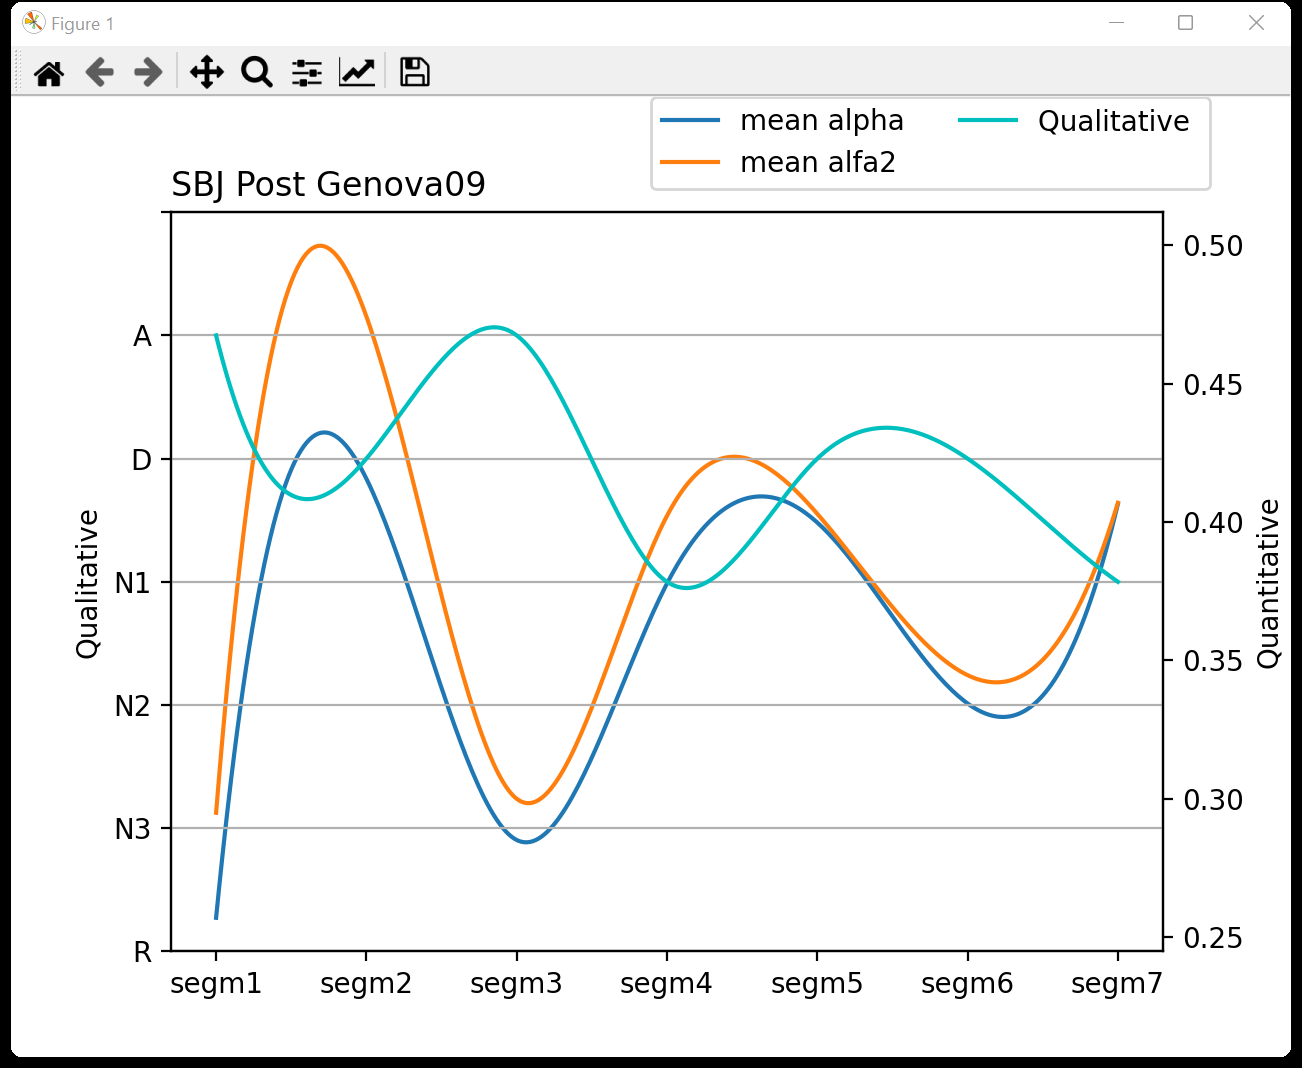 Figure 1
mean alpha
mean alfa2
Qualitative
SBJ Post Genova09
Qualitative
A
D
N1
N2
N3
R
0.50
0.45
0.40
0.35
0.30
0.25
Quantitative
segm1 segm2 segm3 segm4 segm5 segm6 segm7